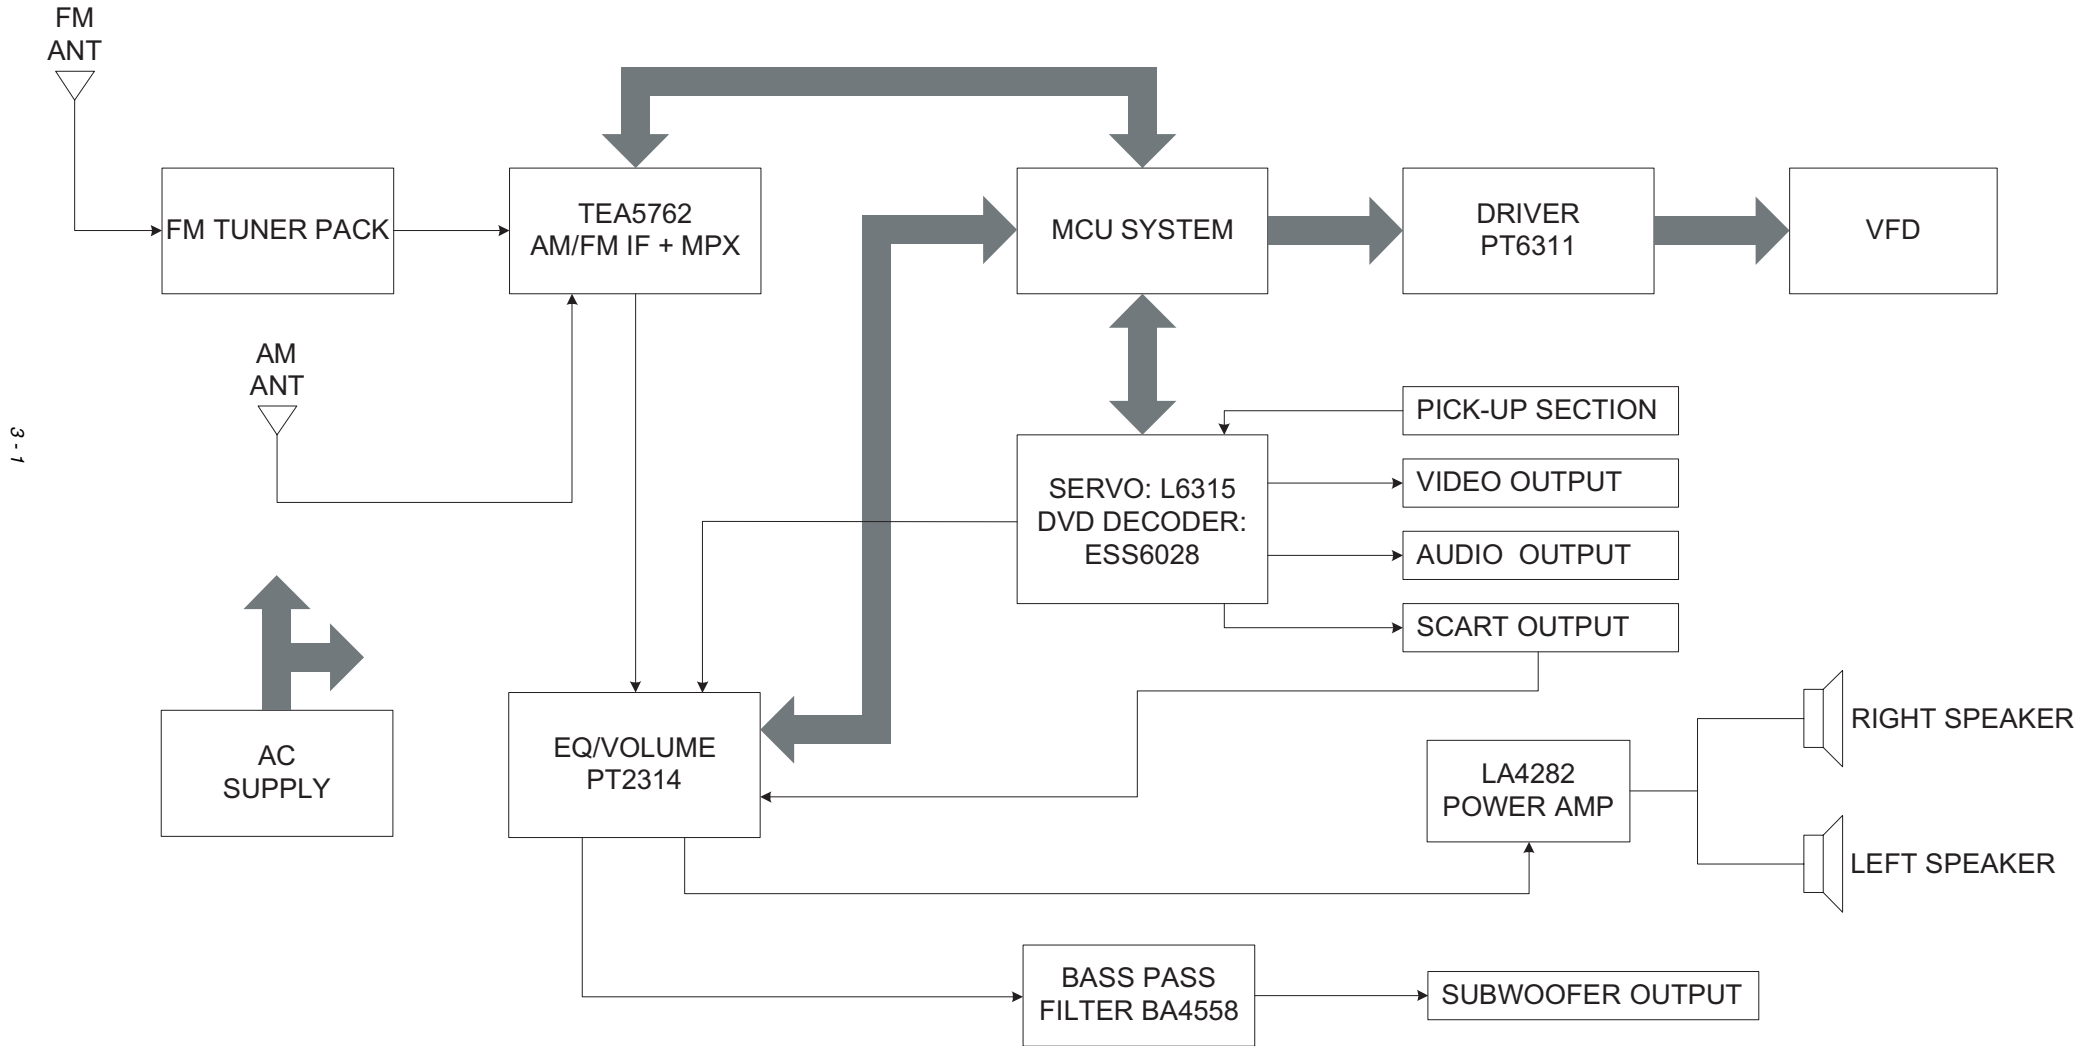 FM
ANT
FM TUNER PACK
TEA5762
AM/FM IF + MPX
MCU SYSTEM
DRIVER
PT6311
VFD
AM
ANT
3 - 1
PICK-UP SECTION
SERVO: L6315
DVD DECODER:
ESS6028
VIDEO OUTPUT
AUDIO OUTPUT
SCART OUTPUT
AC
SUPPLY
EQ/VOLUME
PT2314
LA4282
POWER AMP
RIGHT SPEAKER
LEFT SPEAKER
BASS PASS
FILTER BA4558
SUBWOOFER OUTPUT